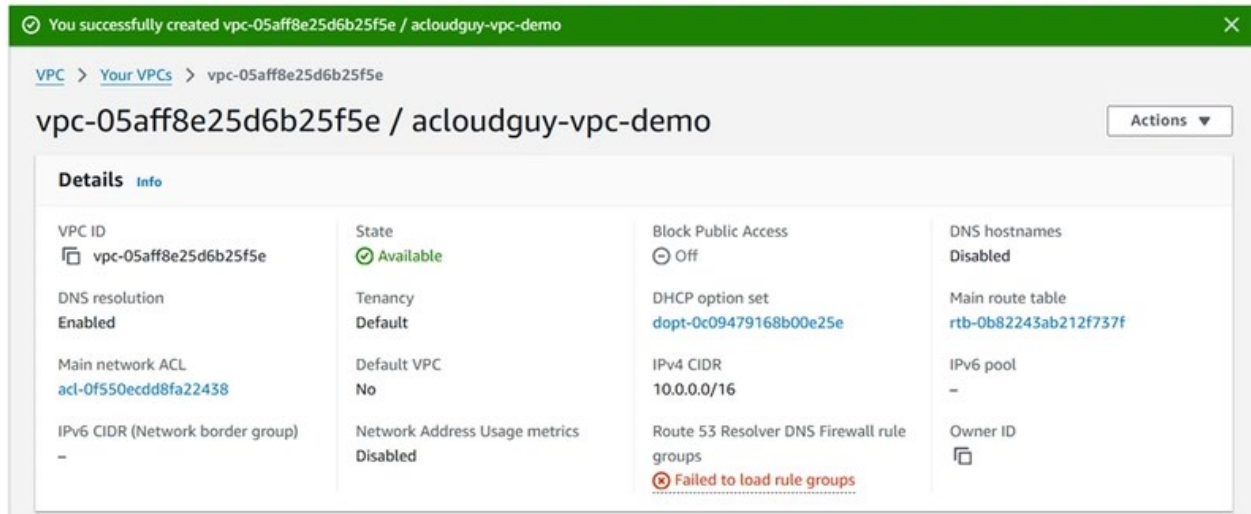 You successfully created vpc-05aff8e25d6b25f5e / acloudguy-vpc-demo
VPC > Your VPCs > vpc-05aff8e25d6b25f5e
vpc-05aff8e25d6b25f5e / acloudguy-vpc-demo
Actions
Details Info
VPC ID
vpc-05aff8e25d6b25f5e
State
Available
Block Public Access
Off
DNS hostnames
Disabled
DNS resolution
Enabled
Tenancy
Default
DHCP option set
dopt-0c09479168b00e25e
Main route table
rtb-0b82243ab212f737f
Main network ACL
acl-0f550ecdd8fa22438
Default VPC
No
IPv4 CIDR
10.0.0.0/16
IPv6 pool
–
IPv6 CIDR (Network border group)
–
Network Address Usage metrics
Disabled
Route 53 Resolver DNS Firewall rule
groups
Failed to load rule groups
Owner ID